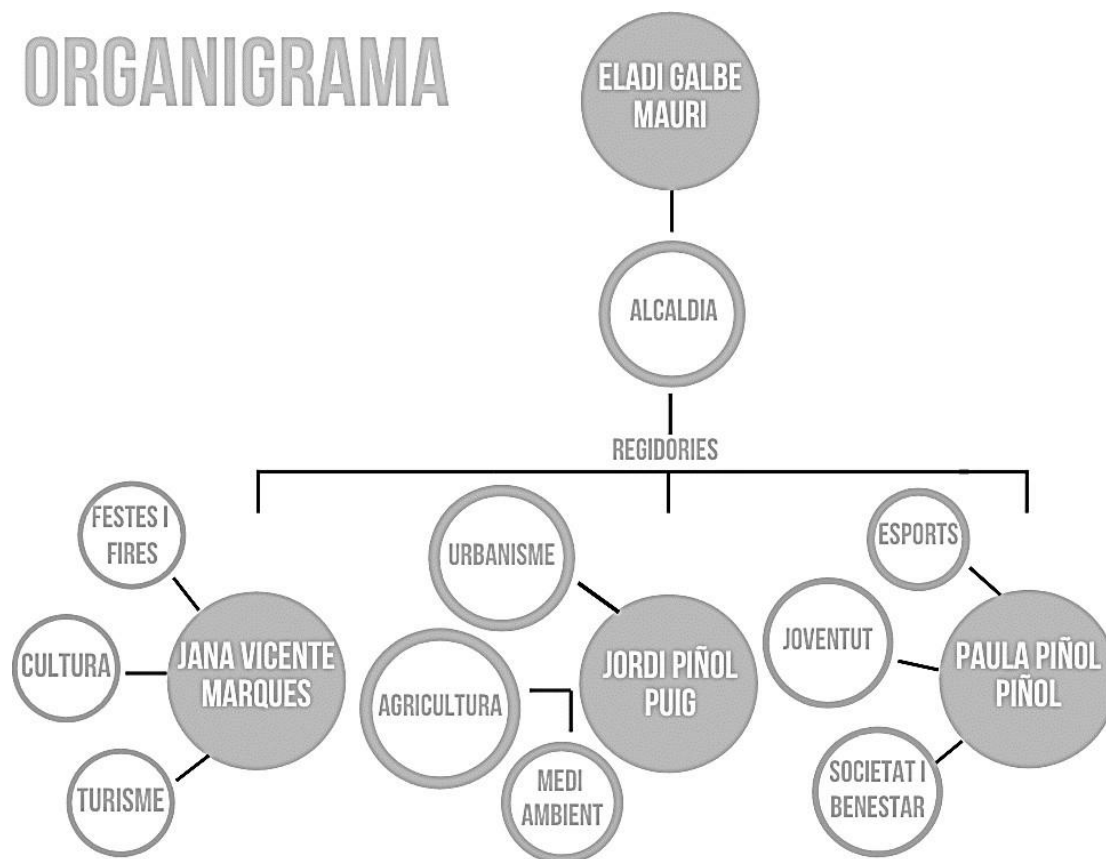 ORGANIGRAMA
ELADI GALBE
MAURI
ALCALDIA
REGIDORIES
FESTES I
FIRES
CULTURA
TURISME
JANA VICENTE
MARQUES
URBANISME
AGRICULTURA
MEDI
AMBIENT
JORDI PIÑOL
PUIG
ESPORTS
JOVENTUT
SOCIETAT I
BENESTAR
PAULA PIÑOL
PIÑOL